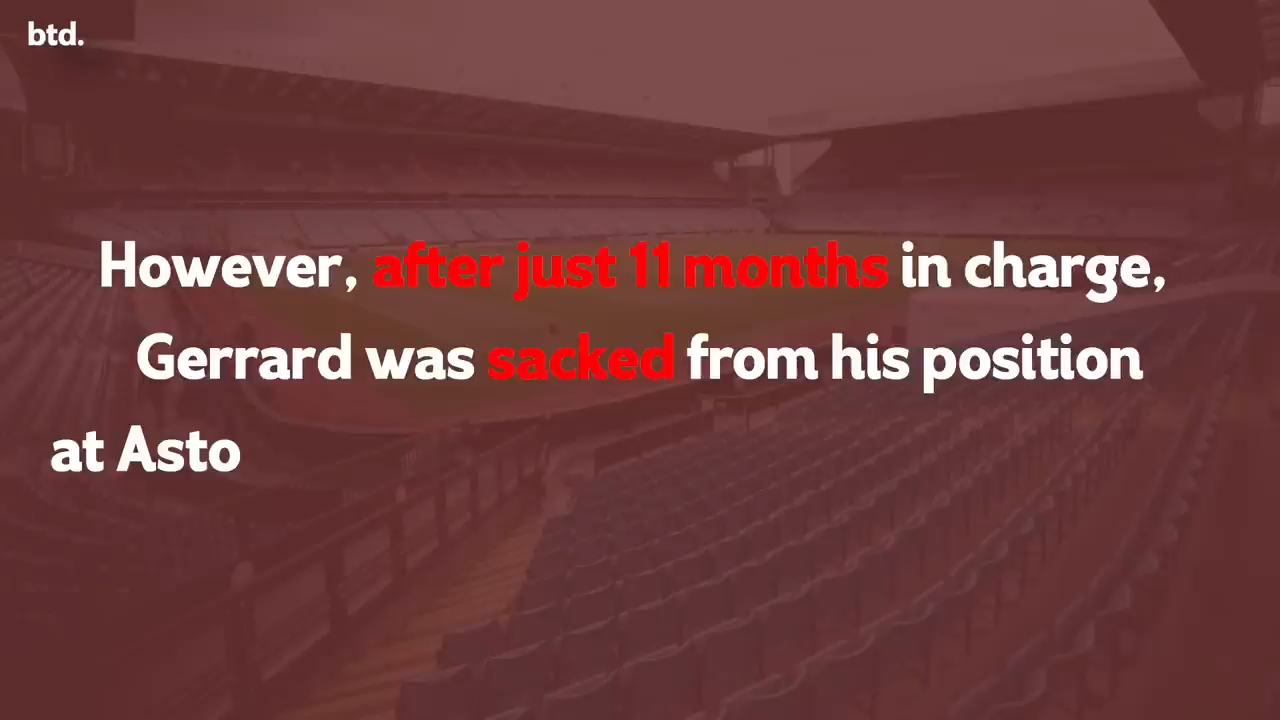 btd.
However, after just 11 months in charge,
Gerrard was sacked from his position
at Asto